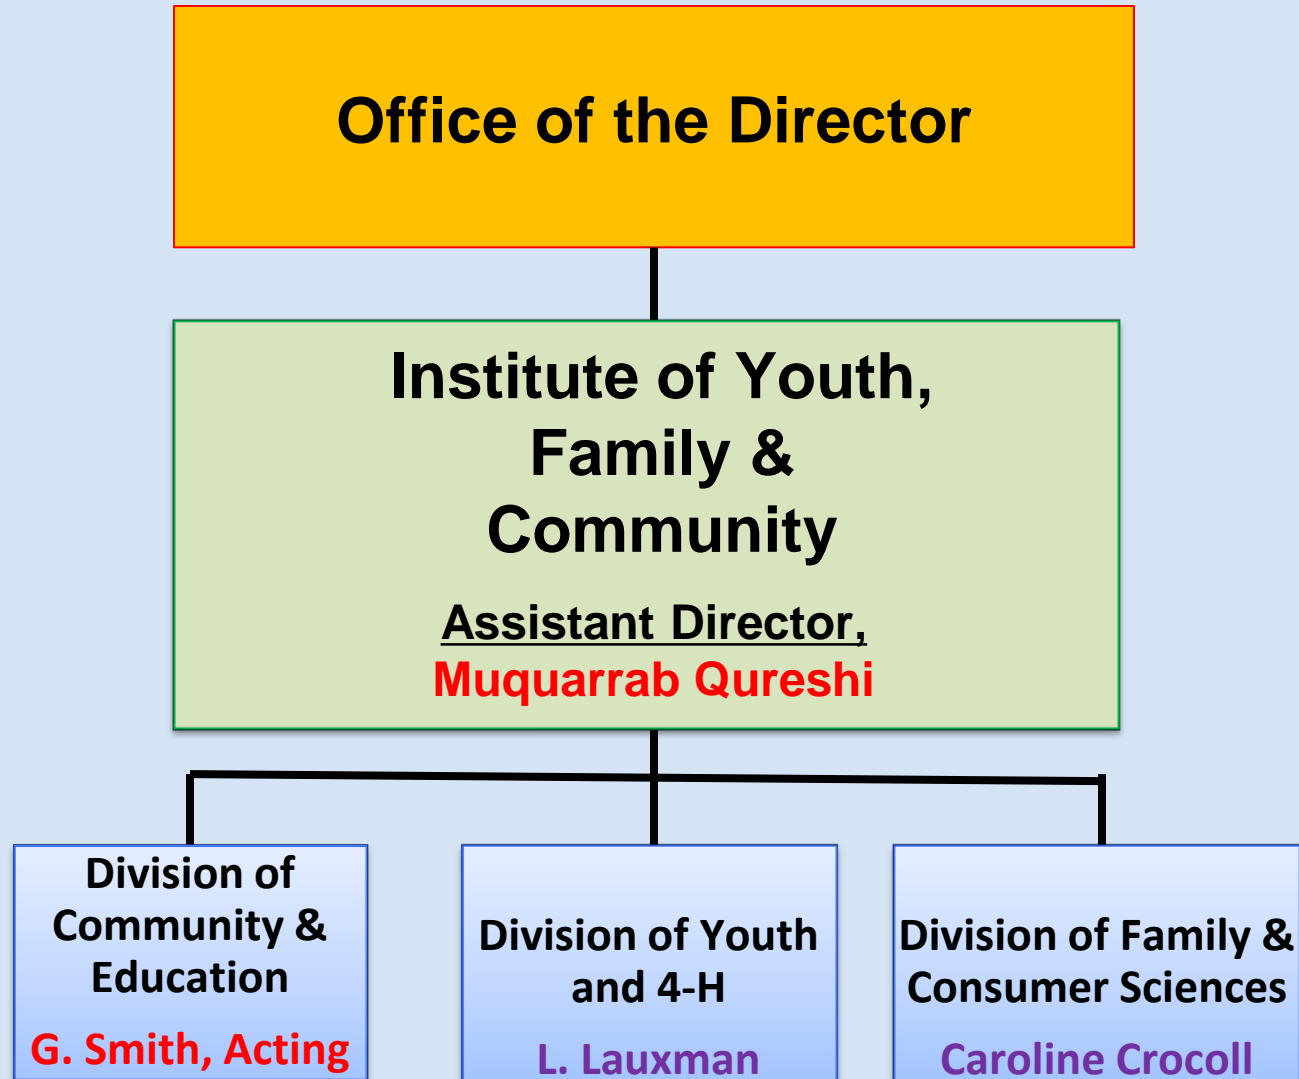 Office of the Director
Institute of Youth,
Family &
Community
Assistant Director,
Muquarrab Qureshi
Division of
Community &
Education
G. Smith, Acting
Division of Youth
and 4-H
L. Lauxman
Division of Family &
Consumer Sciences
Caroline Crocoll